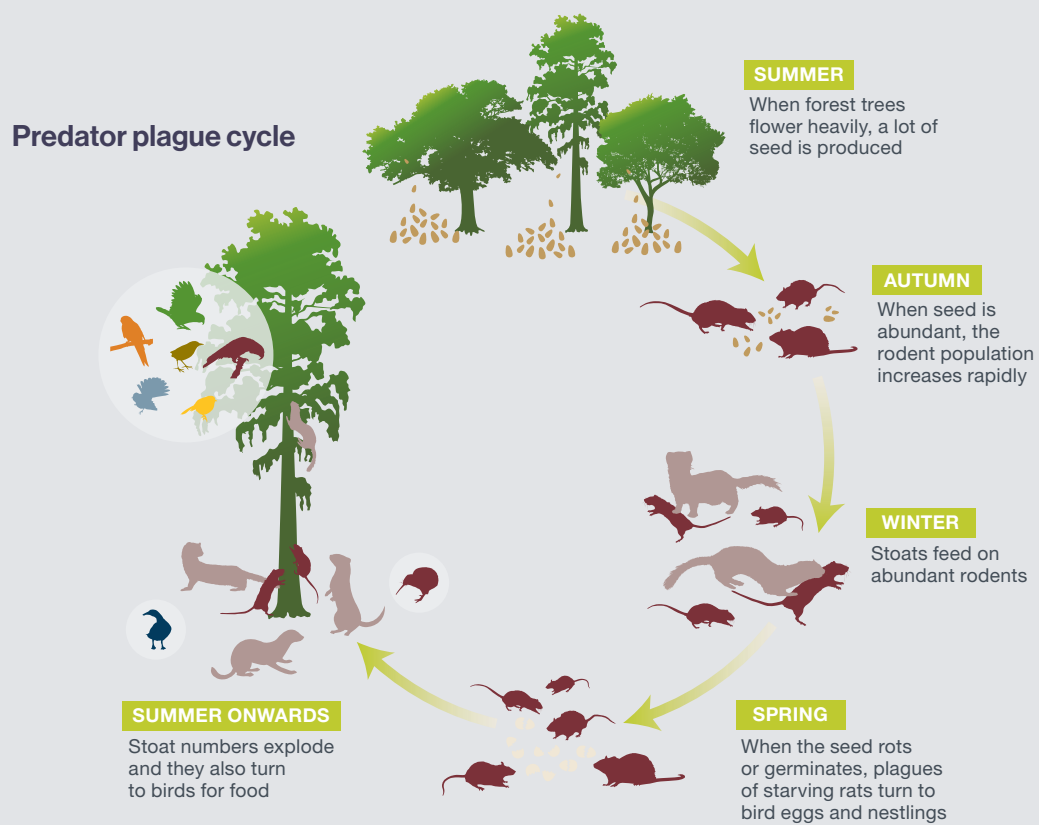 Predator plague cycle
SUMMER
When forest trees
flower heavily, a lot of
seed is produced
AUTUMN
When seed is
abundant, the
rodent population
increases rapidly
WINTER
Stoats feed on
abundant rodents
SPRING
When the seed rots
or germinates, plagues
of starving rats turn to
bird eggs and nestlings
SUMMER ONWARDS
Stoat numbers explode
and they also turn
to birds for food